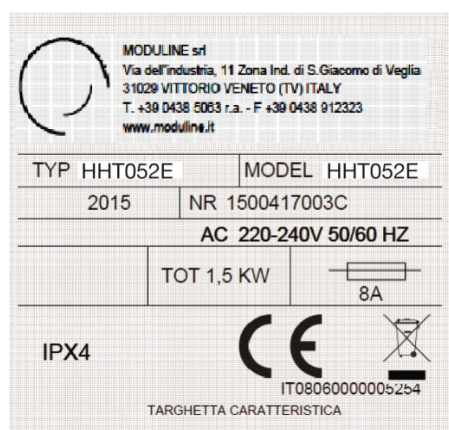 MODULINE srl
Via dell'industria, 11 Zona Ind. di S.Giacomo di Veglia
31029 VITTORIO VENETO (TV) ITALY
T. +39 0438 5063 r.a. - F +39 0438 912323
www.moduline.it
TYP HHT052E MODEL HHT052E
2015 NR 1500417003C
AC 220-240V 50/60 HZ
TOT 1,5 KW
8A
IPX4 CE
IT08060000005254
TARGHETTA CARATTERISTICA